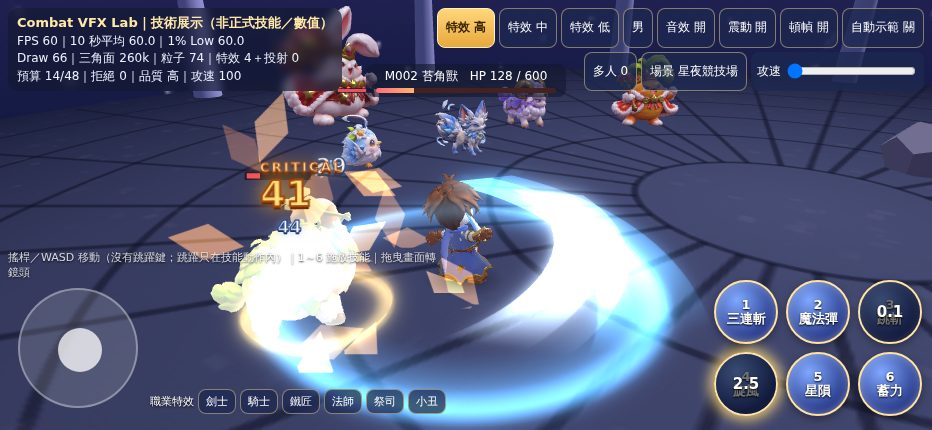 Combat VFX Lab｜技術展示（非正式技能／數值）
FPS 60｜10 秒平均 60.0｜1% Low 60.0
Draw 66｜三角面 260k｜粒子 74｜特效 4＋投射 0
預算 14/48｜拒絕 0｜品質 高｜攻速 100
特效 高
特效 中
特效 低
男
音效 開
震動 開
頓幀 開
自動示範 關
多人 0
場景 星夜競技場
攻速
M002 苔角獸 HP 128 / 600
CRITICAL
41
44
搖桿／WASD 移動（沒有跳躍鍵；跳躍只在技能動作內）｜1～6 施放技能｜拖曳畫面轉
鏡頭
1
三連斬
2
魔法彈
3
0.1
4
2.5
旋風
5
星隕
6
蓄力
職業特效
劍士
騎士
鐵匠
法師
祭司
小丑